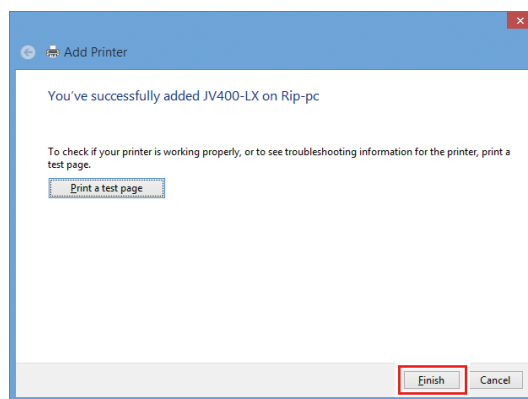 Add Printer
You've successfully added JV400-LX on Rip-pc
To check if your printer is working properly, or to see troubleshooting information for the printer, print a
test page.
Print a test page
Finish
Cancel